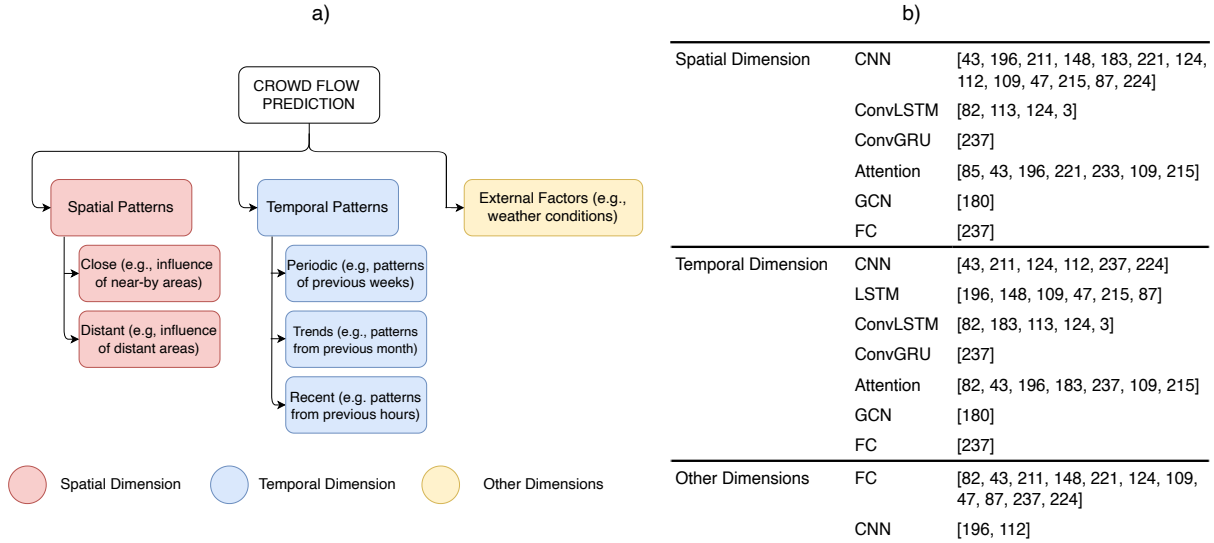 a)
CROWD FLOW
PREDICTION
Spatial Patterns
Temporal Patterns
External Factors (e.g.,
weather conditions)
Close (e.g., influence
of near-by areas)
Distant (e.g, influence
of distant areas)
Periodic (e.g, patterns
of previous weeks)
Trends (e.g., patterns
from previous month)
Recent (e.g. patterns
from previous hours)
Spatial Dimension
Temporal Dimension
Other Dimensions
b)
Spatial Dimension CNN [43, 196, 211, 148, 183, 221, 124,
112, 109, 47, 215, 87, 224]
ConvLSTM [82, 113, 124, 3]
ConvGRU [237]
Attention [85, 43, 196, 221, 233, 109, 215]
GCN [180]
FC [237]
Temporal Dimension CNN [43, 211, 124, 112, 237, 224]
LSTM [196, 148, 109, 47, 215, 87]
ConvLSTM [82, 183, 113, 124, 3]
ConvGRU [237]
Attention [82, 43, 196, 183, 237, 109, 215]
GCN [180]
FC [237]
Other Dimensions FC [82, 43, 211, 148, 221, 124, 109,
47, 87, 237, 224]
CNN [196, 112]